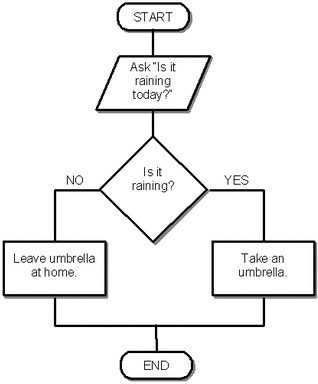 START
Ask "Is it
raining
today?"
Is it
raining?
NO
YES
Leave umbrella
at home.
Take an
umbrella.
END